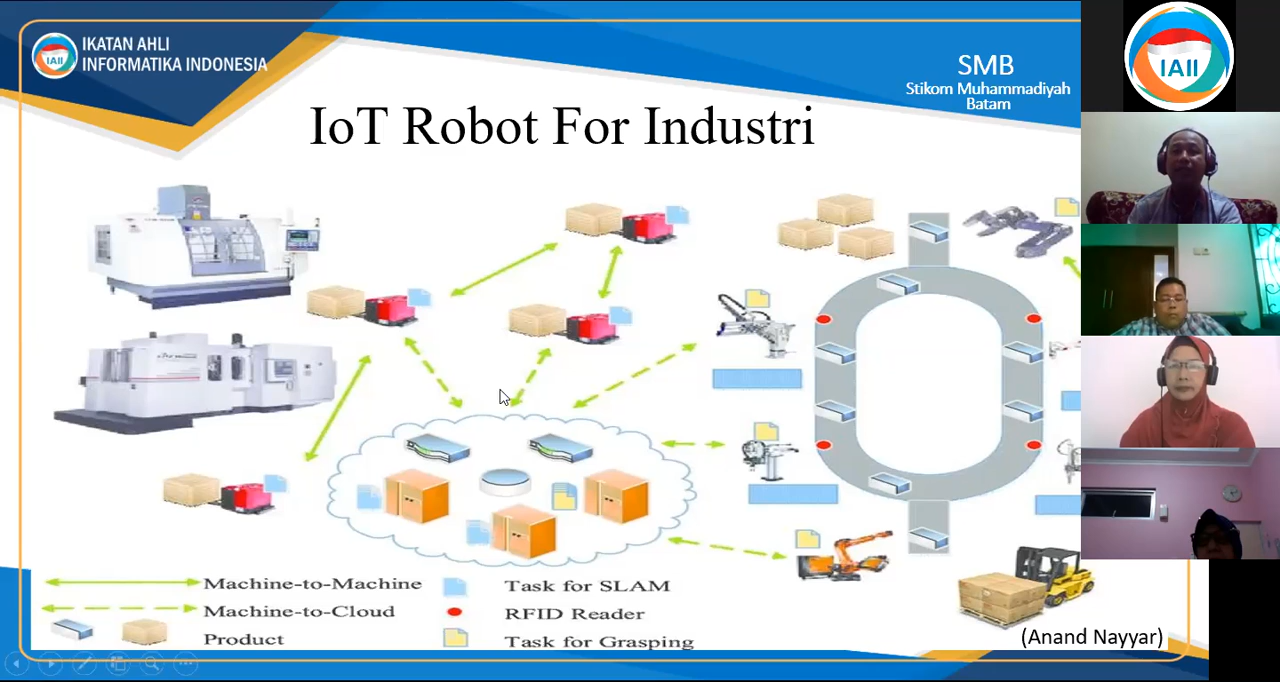 IKATAN AHLI
INFORMATIKA INDONESIA
IAII
SMB
Stikom Muhammadiyah
Batam
IAII
IoT Robot For Industri
Machine-to-Machine
Machine-to-Cloud
Product
Task for SLAM
RFID Reader
Task for Grasping
(Anand Nayyar)